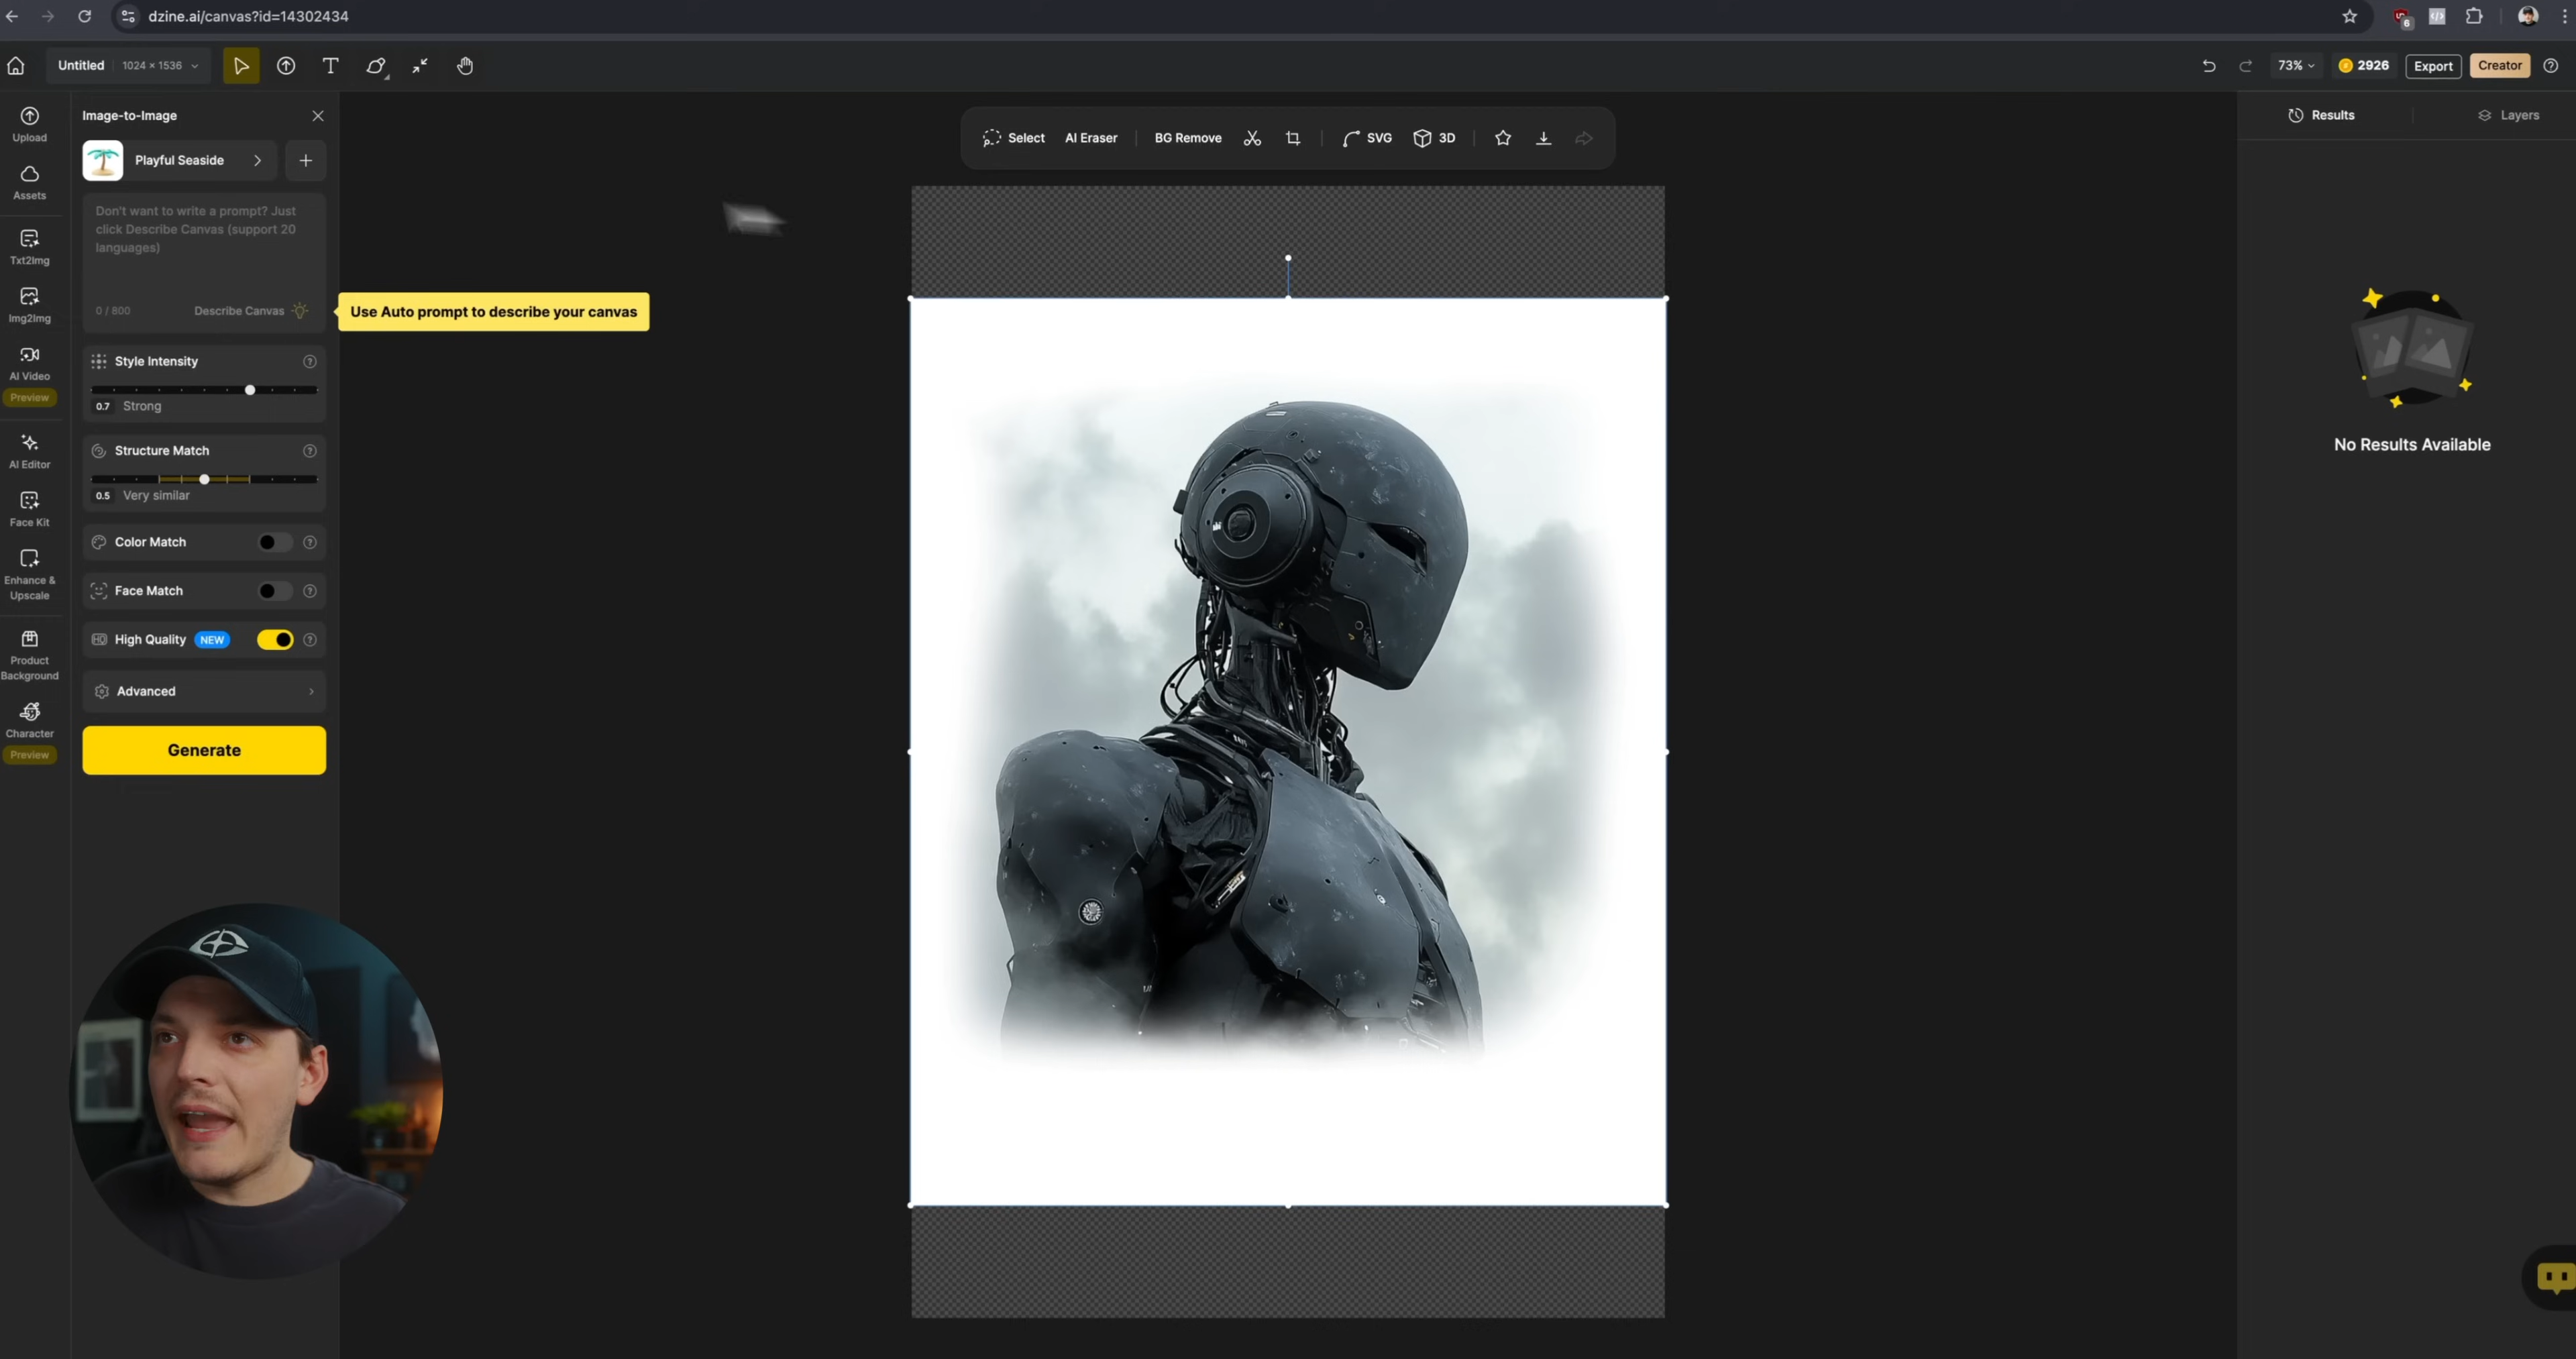 dzine.ai/canvas?id=14302434
6
Untitled 1024 × 1536
73% 2926 Export Creator
Upload
Assets
Txt2Img
Img2Img
AI Video
Preview
AI Editor
Face Kit
Enhance &
Upscale
Product
Background
Character
Preview
Image-to-Image
Playful Seaside
Don't want to write a prompt? Just
click Describe Canvas (support 20
languages)
0 / 800 Describe Canvas
Use Auto prompt to describe your canvas
Style Intensity
0.7 Strong
Structure Match
0.5 Very similar
Color Match
Face Match
HD High Quality NEW
Advanced
Generate
Select AI Eraser BG Remove SVG 3D
Results Layers
No Results Available